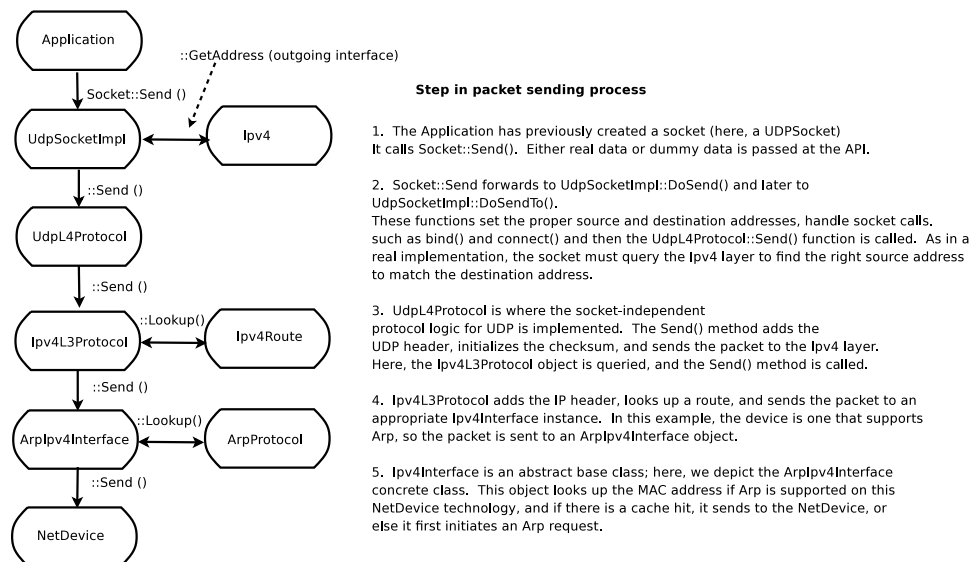 Application
::GetAddress (outgoing interface)
Socket::Send ()
UdpSocketImpl
Ipv4
::Send ()
UdpL4Protocol
::Send ()
::Lookup()
Ipv4L3Protocol
Ipv4Route
::Send ()
::Lookup()
ArpIpv4Interface
ArpProtocol
::Send ()
NetDevice
Step in packet sending process
1. The Application has previously created a socket (here, a UDPSocket)
It calls Socket::Send(). Either real data or dummy data is passed at the API.
2. Socket::Send forwards to UdpSocketImpl::DoSend() and later to
UdpSocketImpl::DoSendTo().
These functions set the proper source and destination addresses, handle socket calls.
such as bind() and connect() and then the UdpL4Protocol::Send() function is called. As in a
real implementation, the socket must query the Ipv4 layer to find the right source address
to match the destination address.
3. UdpL4Protocol is where the socket-independent
protocol logic for UDP is implemented. The Send() method adds the
UDP header, initializes the checksum, and sends the packet to the Ipv4 layer.
Here, the Ipv4L3Protocol object is queried, and the Send() method is called.
4. Ipv4L3Protocol adds the IP header, looks up a route, and sends the packet to an
appropriate Ipv4Interface instance. In this example, the device is one that supports
Arp, so the packet is sent to an ArpIpv4Interface object.
5. Ipv4Interface is an abstract base class; here, we depict the ArpIpv4Interface
concrete class. This object looks up the MAC address if Arp is supported on this
NetDevice technology, and if there is a cache hit, it sends to the NetDevice, or
else it first initiates an Arp request.